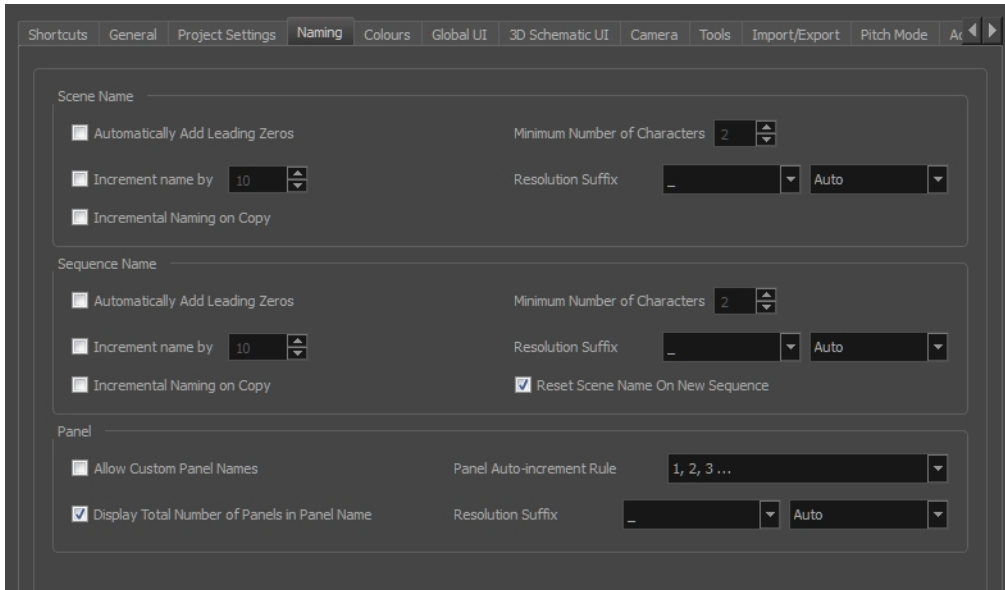 Shortcuts General Project Settings Naming Colours Global UI 3D Schematic UI Camera Tools Import/Export Pitch Mode
Scene Name
Automatically Add Leading Zeros Minimum Number of Characters 2
Increment name by 10 Resolution Suffix _ Auto
Incremental Naming on Copy
Sequence Name
Automatically Add Leading Zeros Minimum Number of Characters 2
Increment name by 10 Resolution Suffix _ Auto
Incremental Naming on Copy Reset Scene Name On New Sequence
Panel
Allow Custom Panel Names Panel Auto-increment Rule 1, 2, 3 ...
Display Total Number of Panels in Panel Name Resolution Suffix _ Auto